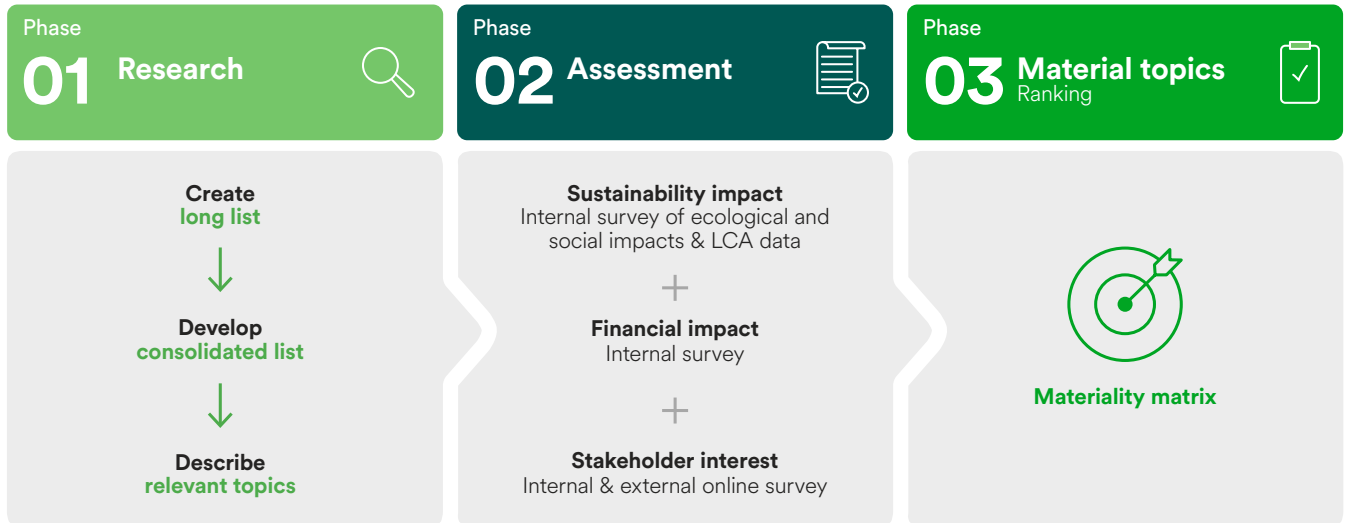 Phase
01 Research
Create
long list
Develop
consolidated list
Describe
relevant topics
Phase
02 Assessment
Sustainability impact
Internal survey of ecological and
social impacts & LCA data
+
Financial impact
Internal survey
+
Stakeholder interest
Internal & external online survey
Phase
03 Material topics
Ranking
Materiality matrix